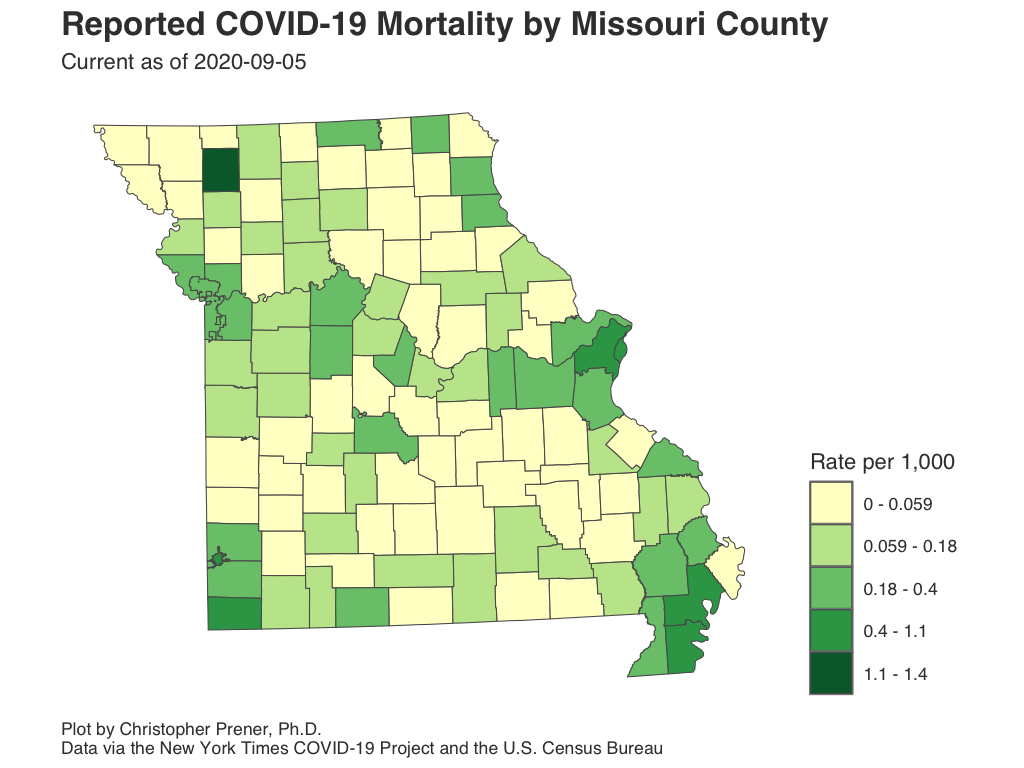 Reported COVID-19 Mortality by Missouri County
Current as of 2020-09-05
Rate per 1,000
0 - 0.059
0.059 - 0.18
0.18 - 0.4
0.4 - 1.1
1.1 - 1.4
Plot by Christopher Prener, Ph.D.
Data via the New York Times COVID-19 Project and the U.S. Census Bureau